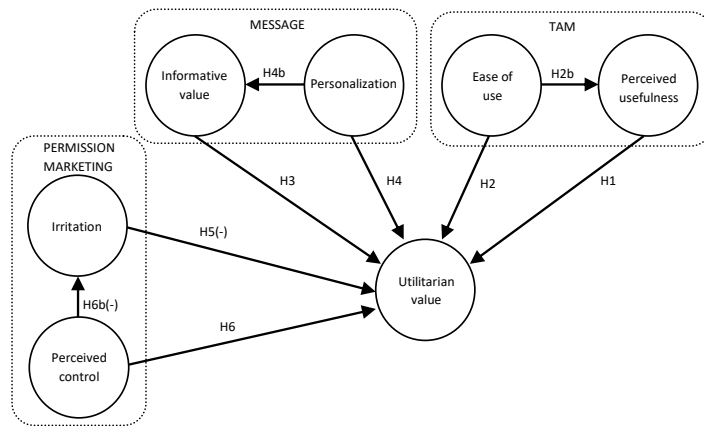 MESSAGE
TAM
Informative
value
H4b
Personalization
Ease of
use
H2b
Perceived
usefulness
PERMISSION
MARKETING
H3
H4
H2
H1
Irritation
H5(-)
Utilitarian
value
H6b(-)
H6
Perceived
control